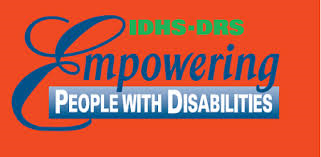 IDHS•DRS
Empowering
PEOPLE WITH DISABILITIES